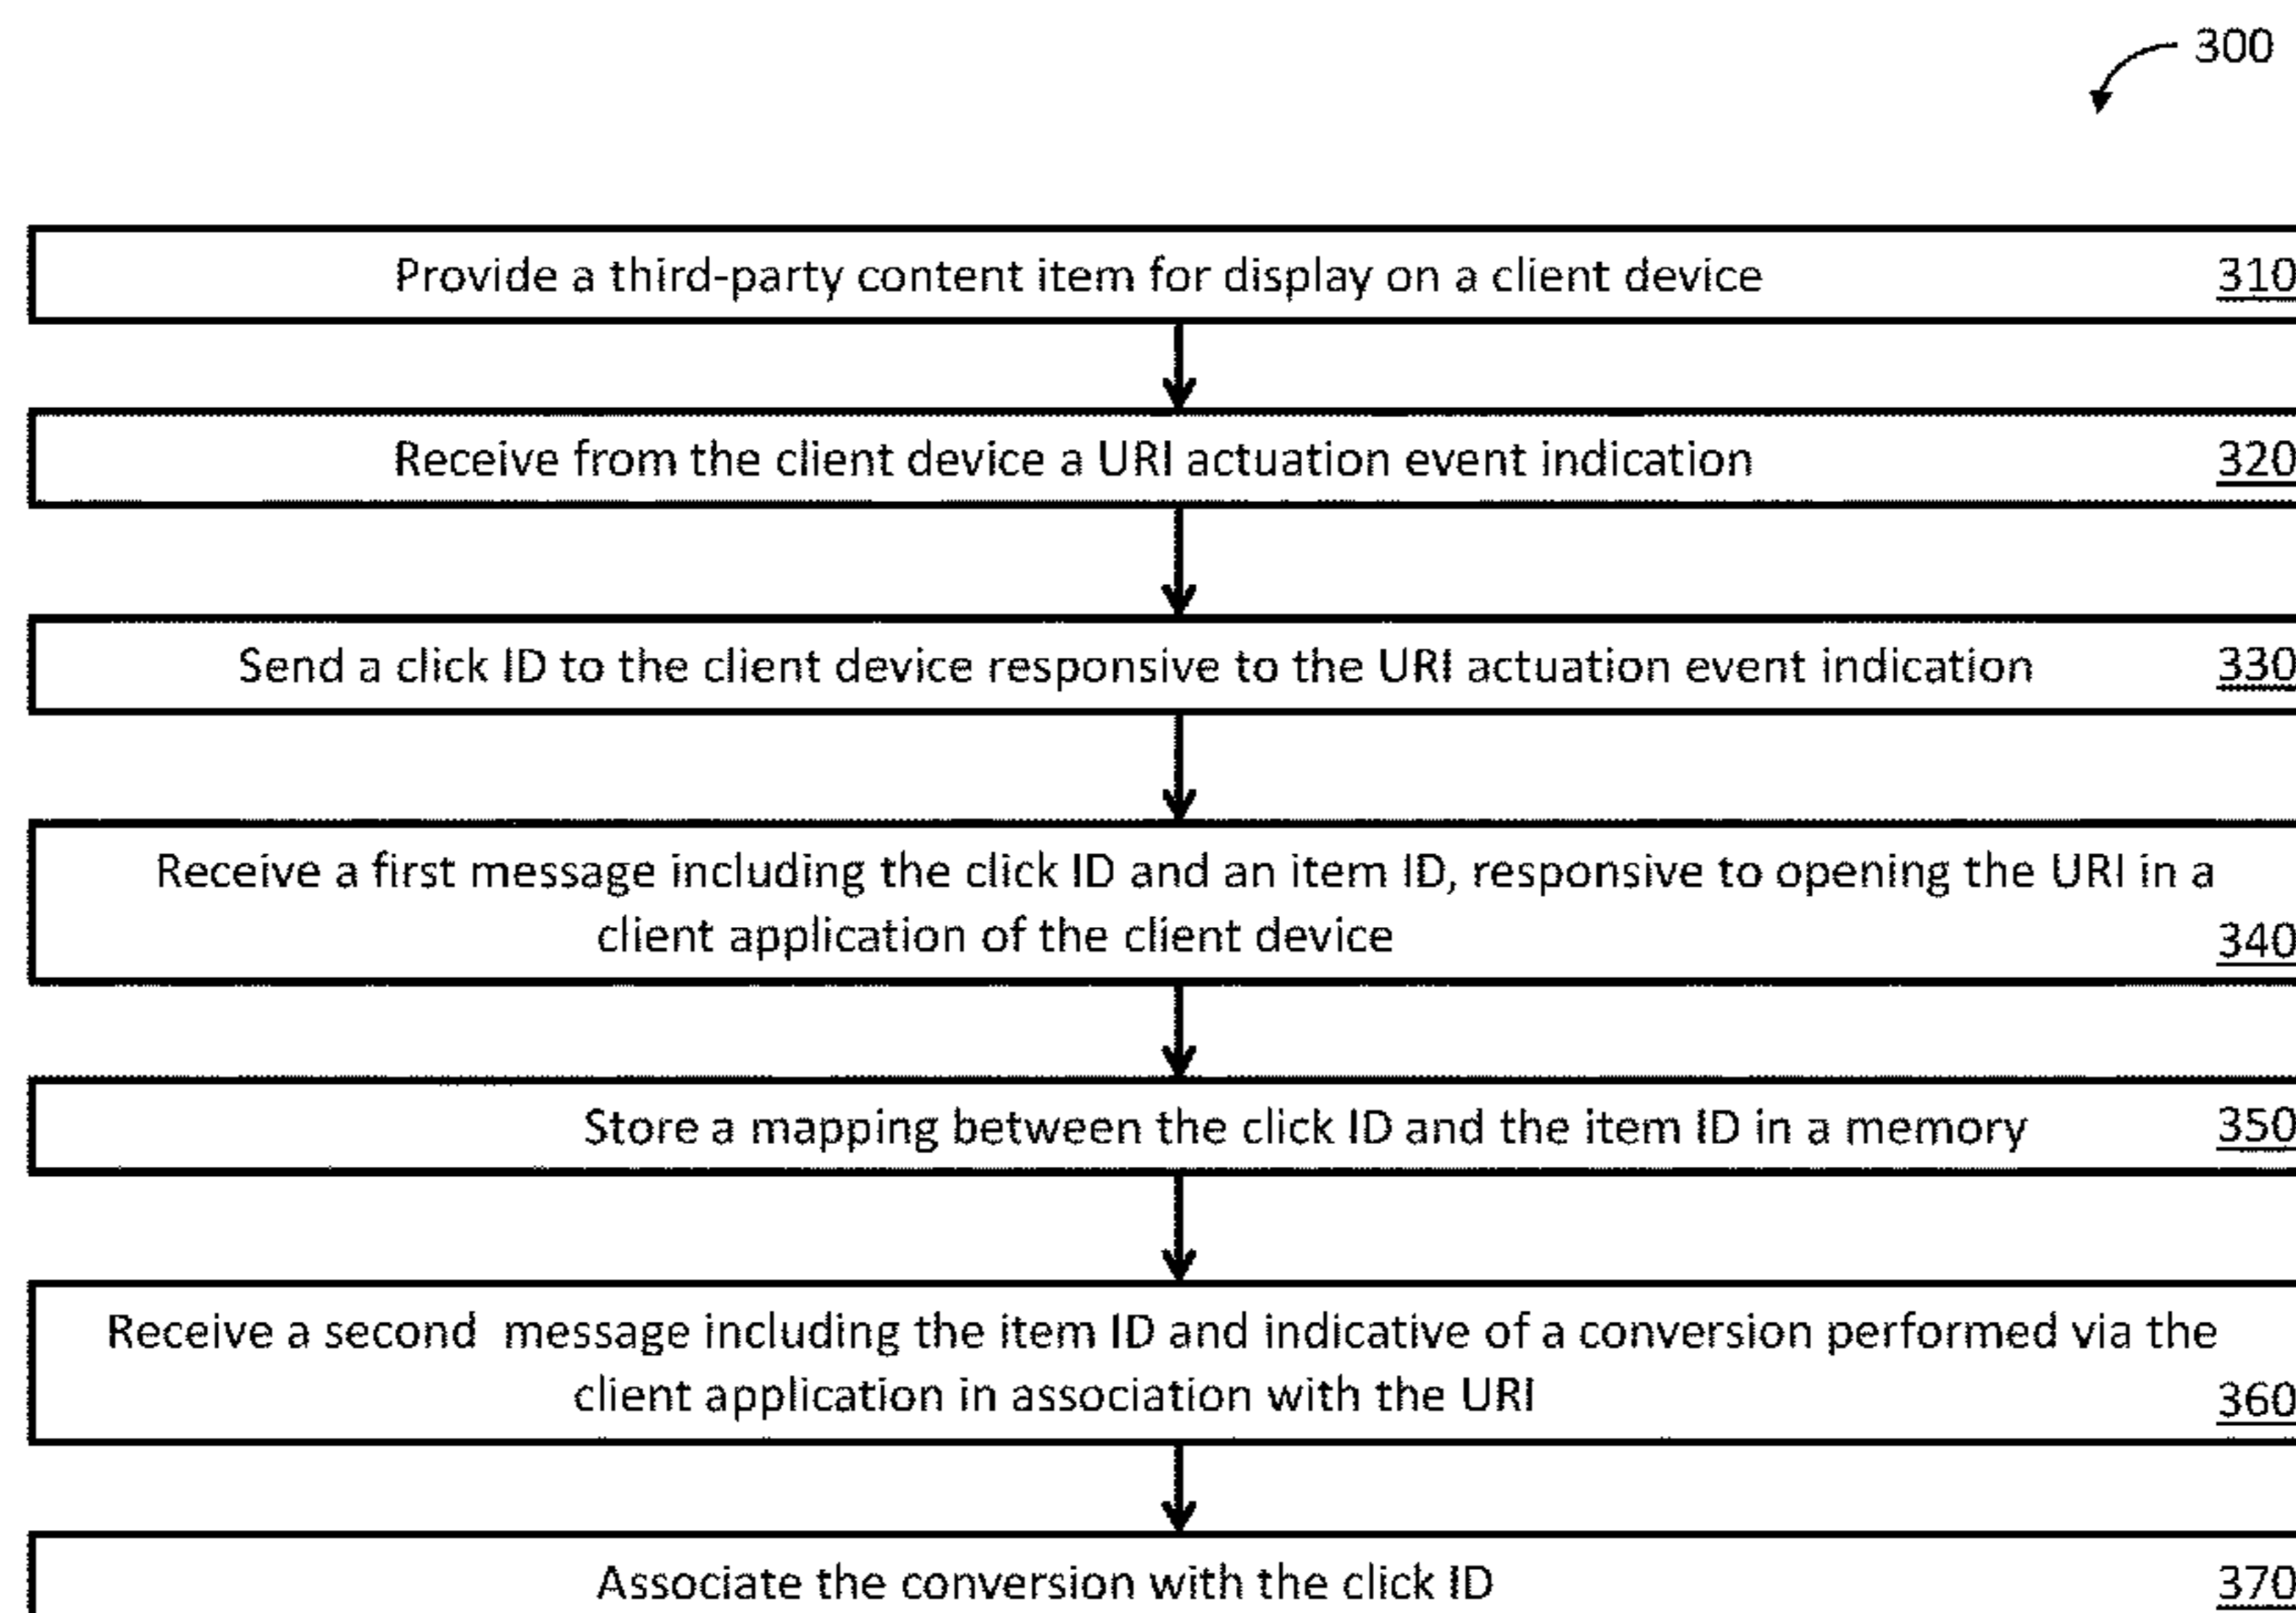 300
Provide a third-party content item for display on a client device 310
Receive from the client device a URI actuation event indication 320
Send a click ID to the client device responsive to the URI actuation event indication 330
Receive a first message including the click ID and an item ID, responsive to opening the URI in a
client application of the client device 340
Store a mapping between the click ID and the item ID in a memory 350
Receive a second message including the item ID and indicative of a conversion performed via the
client application in association with the URI 360
Associate the conversion with the click ID 370